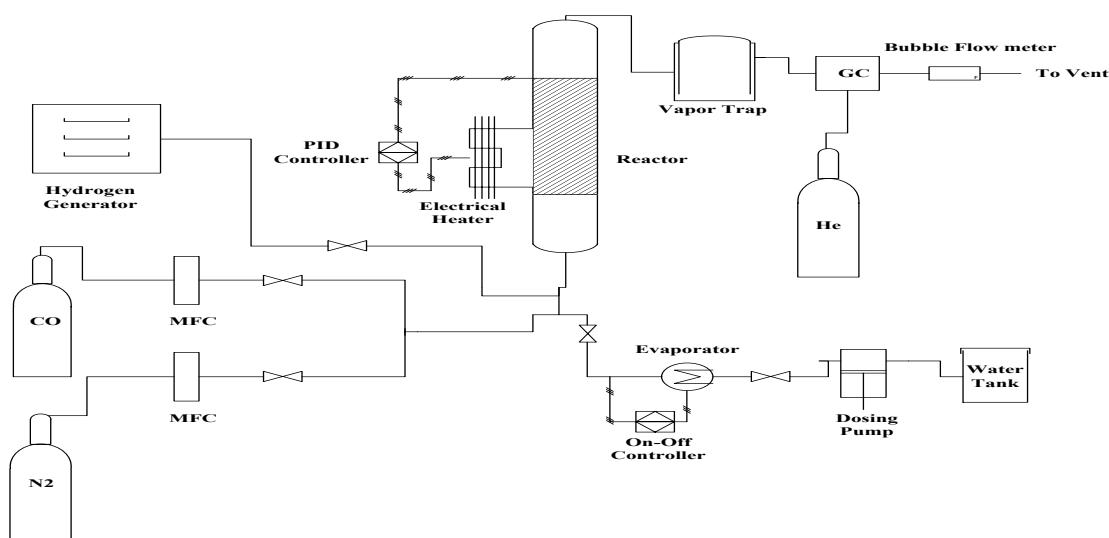 Bubble Flow meter
GC
To Vent
Vapor Trap
PID
Controller
Reactor
Hydrogen
Generator
Electrical
Heater
He
CO
MFC
Evaporator
Water
Tank
MFC
Dosing
Pump
On-Off
Controller
N2